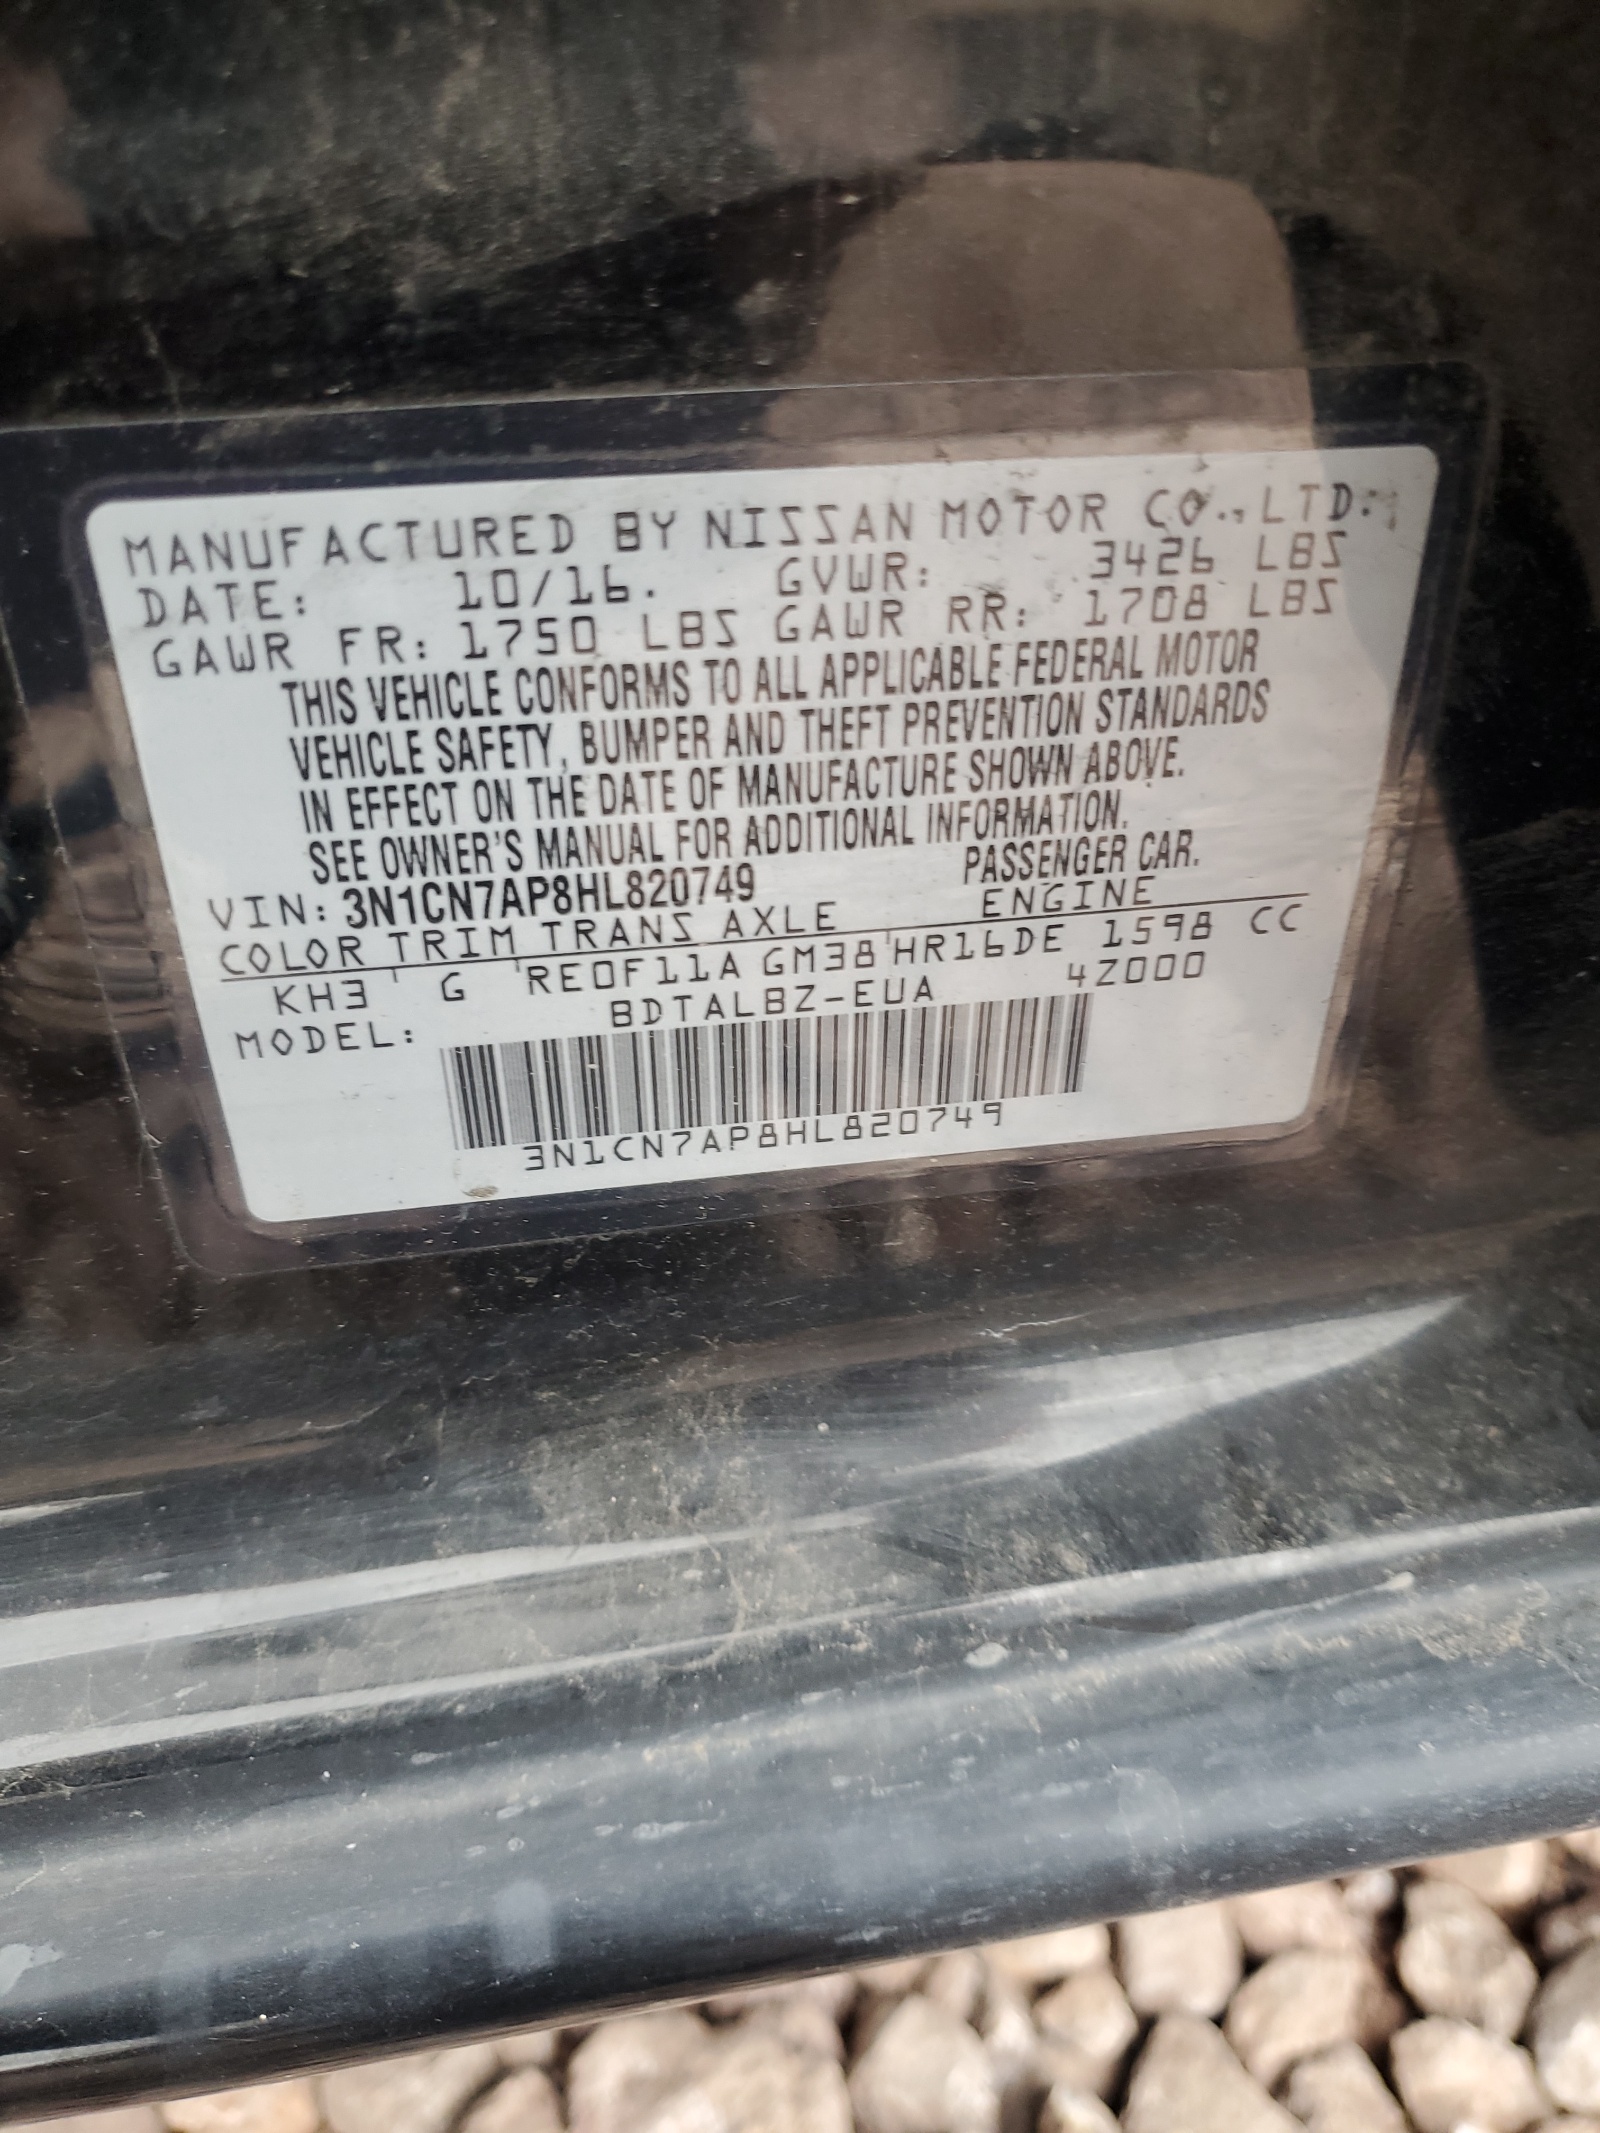 MANUFACTURED BY NISSAN MOTOR CO., LTD.
DATE: 10/16. GVWR: 3426 LBS
GAWR FR: 1750 LBS GAWR RR: 1708 LBS
THIS VEHICLE CONFORMS TO ALL APPLICABLE FEDERAL MOTOR
VEHICLE SAFETY, BUMPER AND THEFT PREVENTION STANDARDS
IN EFFECT ON THE DATE OF MANUFACTURE SHOWN ABOVE.
SEE OWNER'S MANUAL FOR ADDITIONAL INFORMATION.
VIN: 3N1CN7AP8HL820749 PASSENGER CAR.
COLOR TRIM TRANS AXLE ENGINE
KH3 G RE0F11A GM38 HR16DE 1598 CC
MODEL: BDTALBZ-EUA 4Z000
3N1CN7AP8HL820749